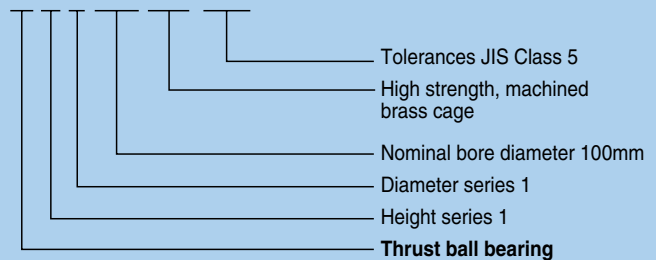 Tolerances JIS Class 5
High strength, machined
brass cage
Nominal bore diameter 100mm
Diameter series 1
Height series 1
Thrust ball bearing